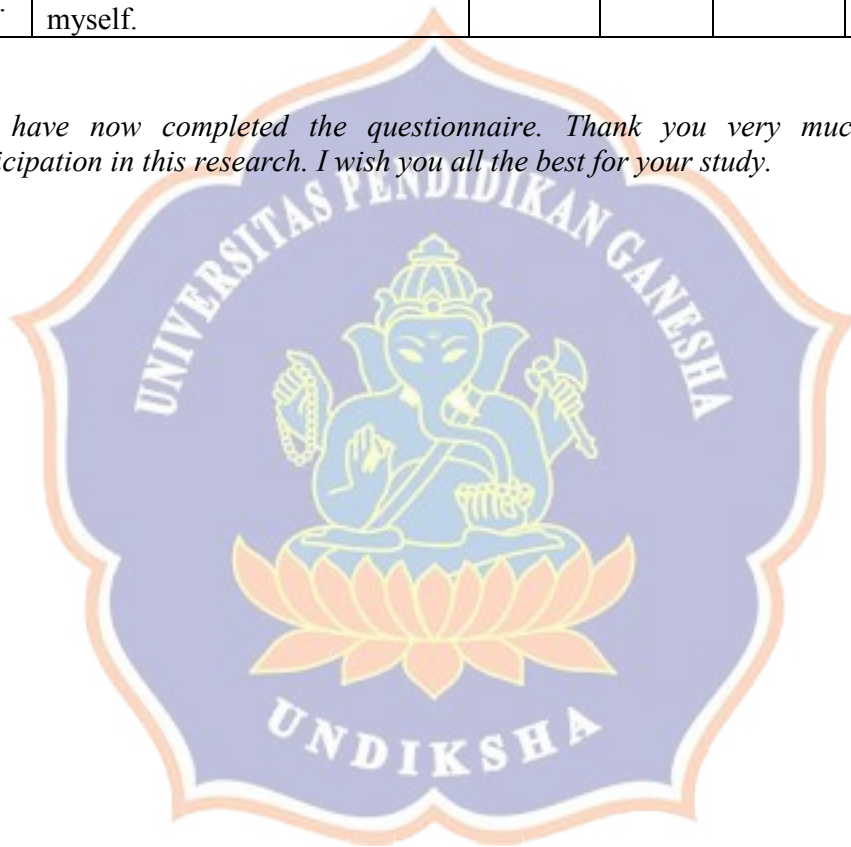 myself.
have now completed the questionnaire. Thank you very muc
icipation in this research. I wish you all the best for your study.
UNIVERSITAS PENDIDIKAN GANESHA
UNDIKSHA